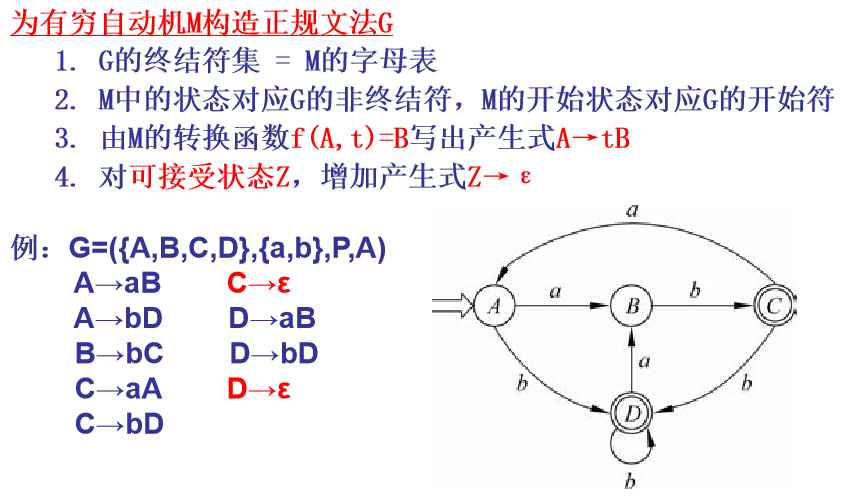 为有穷自动机M构造正规文法G
1. G的终结符集 = M的字母表
2. M中的状态对应G的非终结符，M的开始状态对应G的开始符
3. 由M的转换函数f(A,t)=B写出产生式A→tB
4. 对可接受状态Z，增加产生式Z→ε
例：G=({A,B,C,D},{a,b},P,A)
A→aB C→ε
A→bD D→aB
B→bC D→bD
C→aA D→ε
C→bD
a
A a B b C
b a b
D
b